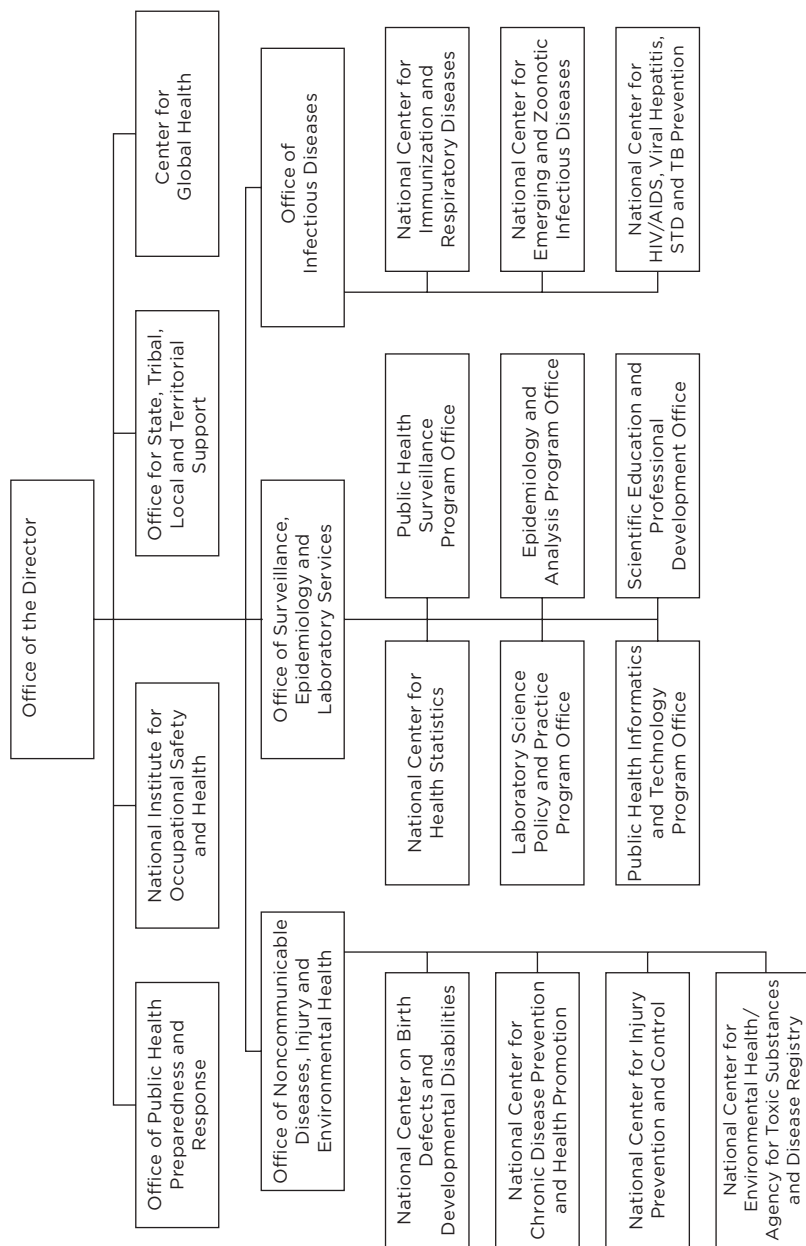 Office of the Director
Office of Public Health
Preparedness and
Response
National Institute for
Occupational Safety
and Health
Office for State, Tribal,
Local and Territorial
Support
Center for
Global Health
Office of Noncommunicable
Diseases, Injury and
Environmental Health
Office of Surveillance,
Epidemiology and
Laboratory Services
Office of
Infectious Diseases
National Center on Birth
Defects and
Developmental Disabilities
National Center for
Chronic Disease Prevention
and Health Promotion
National Center for Injury
Prevention and Control
National Center for
Environmental Health/
Agency for Toxic Substances
and Disease Registry
National Center for
Health Statistics
Public Health
Surveillance
Program Office
Laboratory Science
Policy and Practice
Program Office
Epidemiology and
Analysis Program Office
Public Health Informatics
and Technology
Program Office
Scientific Education and
Professional
Development Office
National Center for
Immunization and
Respiratory Diseases
National Center for
Emerging and Zoonotic
Infectious Diseases
National Center for
HIV/AIDS, Viral Hepatitis,
STD and TB Prevention